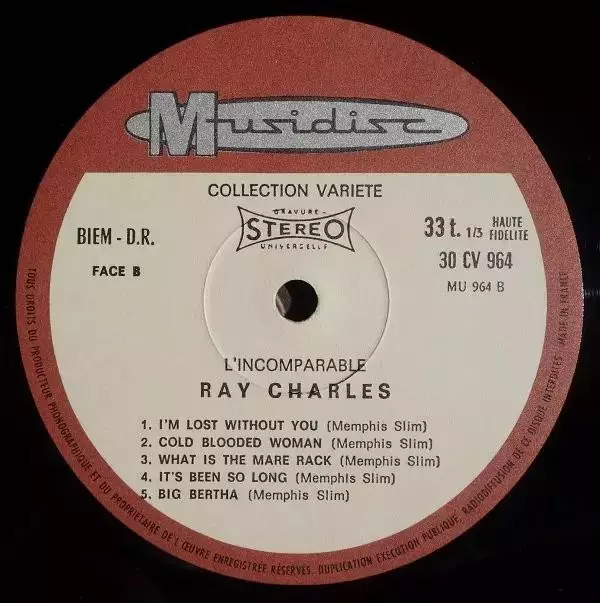 Musidisc
COLLECTION VARIETE
GRAVURE
STEREO
UNIVERSELLE
BIEM - D.R.
FACE B
33 t. 1/3 HAUTE FIDELITE
30 CV 964
MU 964 B
L'INCOMPARABLE
RAY CHARLES
1. I'M LOST WITHOUT YOU (Memphis Slim)
2. COLD BLOODED WOMAN (Memphis Slim)
3. WHAT IS THE MARE RACK (Memphis Slim)
4. IT'S BEEN SO LONG (Memphis Slim)
5. BIG BERTHA (Memphis Slim)
TOUS DROITS DU PRODUCTEUR PHONOGRAPHIQUE ET DU PROPRIETAIRE DE L'ŒUVRE ENREGISTRÉE RÉSERVÉS. DUPLICATION EXECUTION PUBLIQUE, RADIODIFFUSION DE CE DISQUE INTERDITES - MADE IN FRANCE